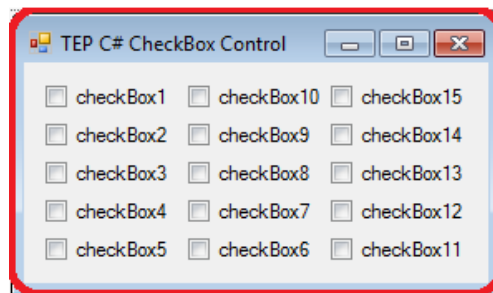 TEP C# CheckBox Control
checkBox1 checkBox10 checkBox15
checkBox2 checkBox9 checkBox14
checkBox3 checkBox8 checkBox13
checkBox4 checkBox7 checkBox12
checkBox5 checkBox6 checkBox11